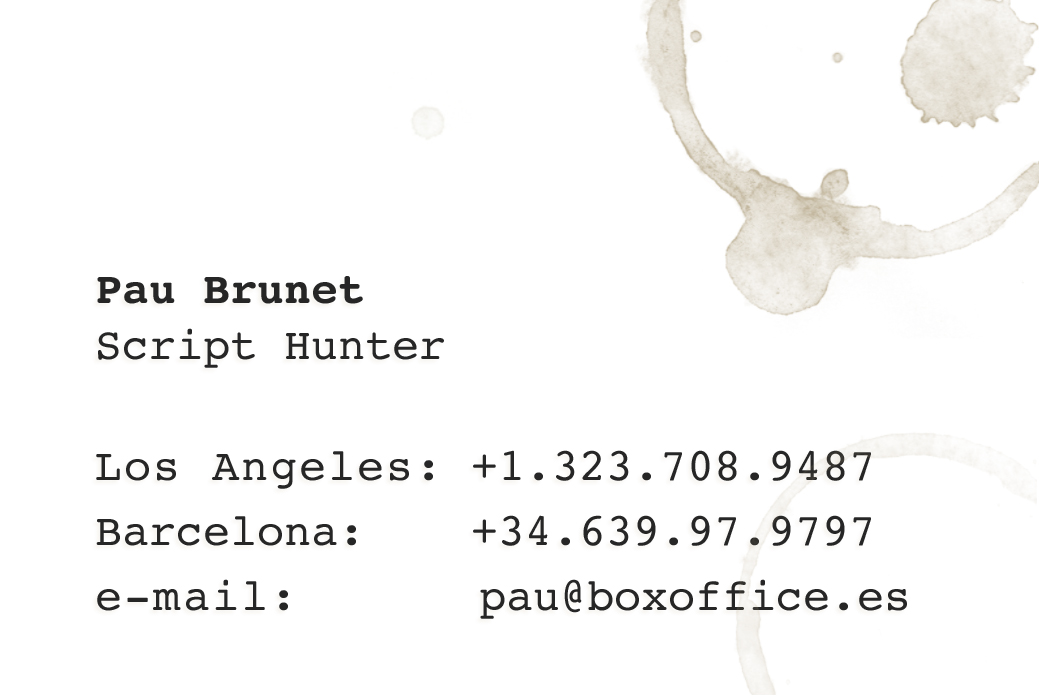 Pau Brunet
Script Hunter
Los Angeles: +1.323.708.9487
Barcelona: +34.639.97.9797
e-mail: pau@boxoffice.es